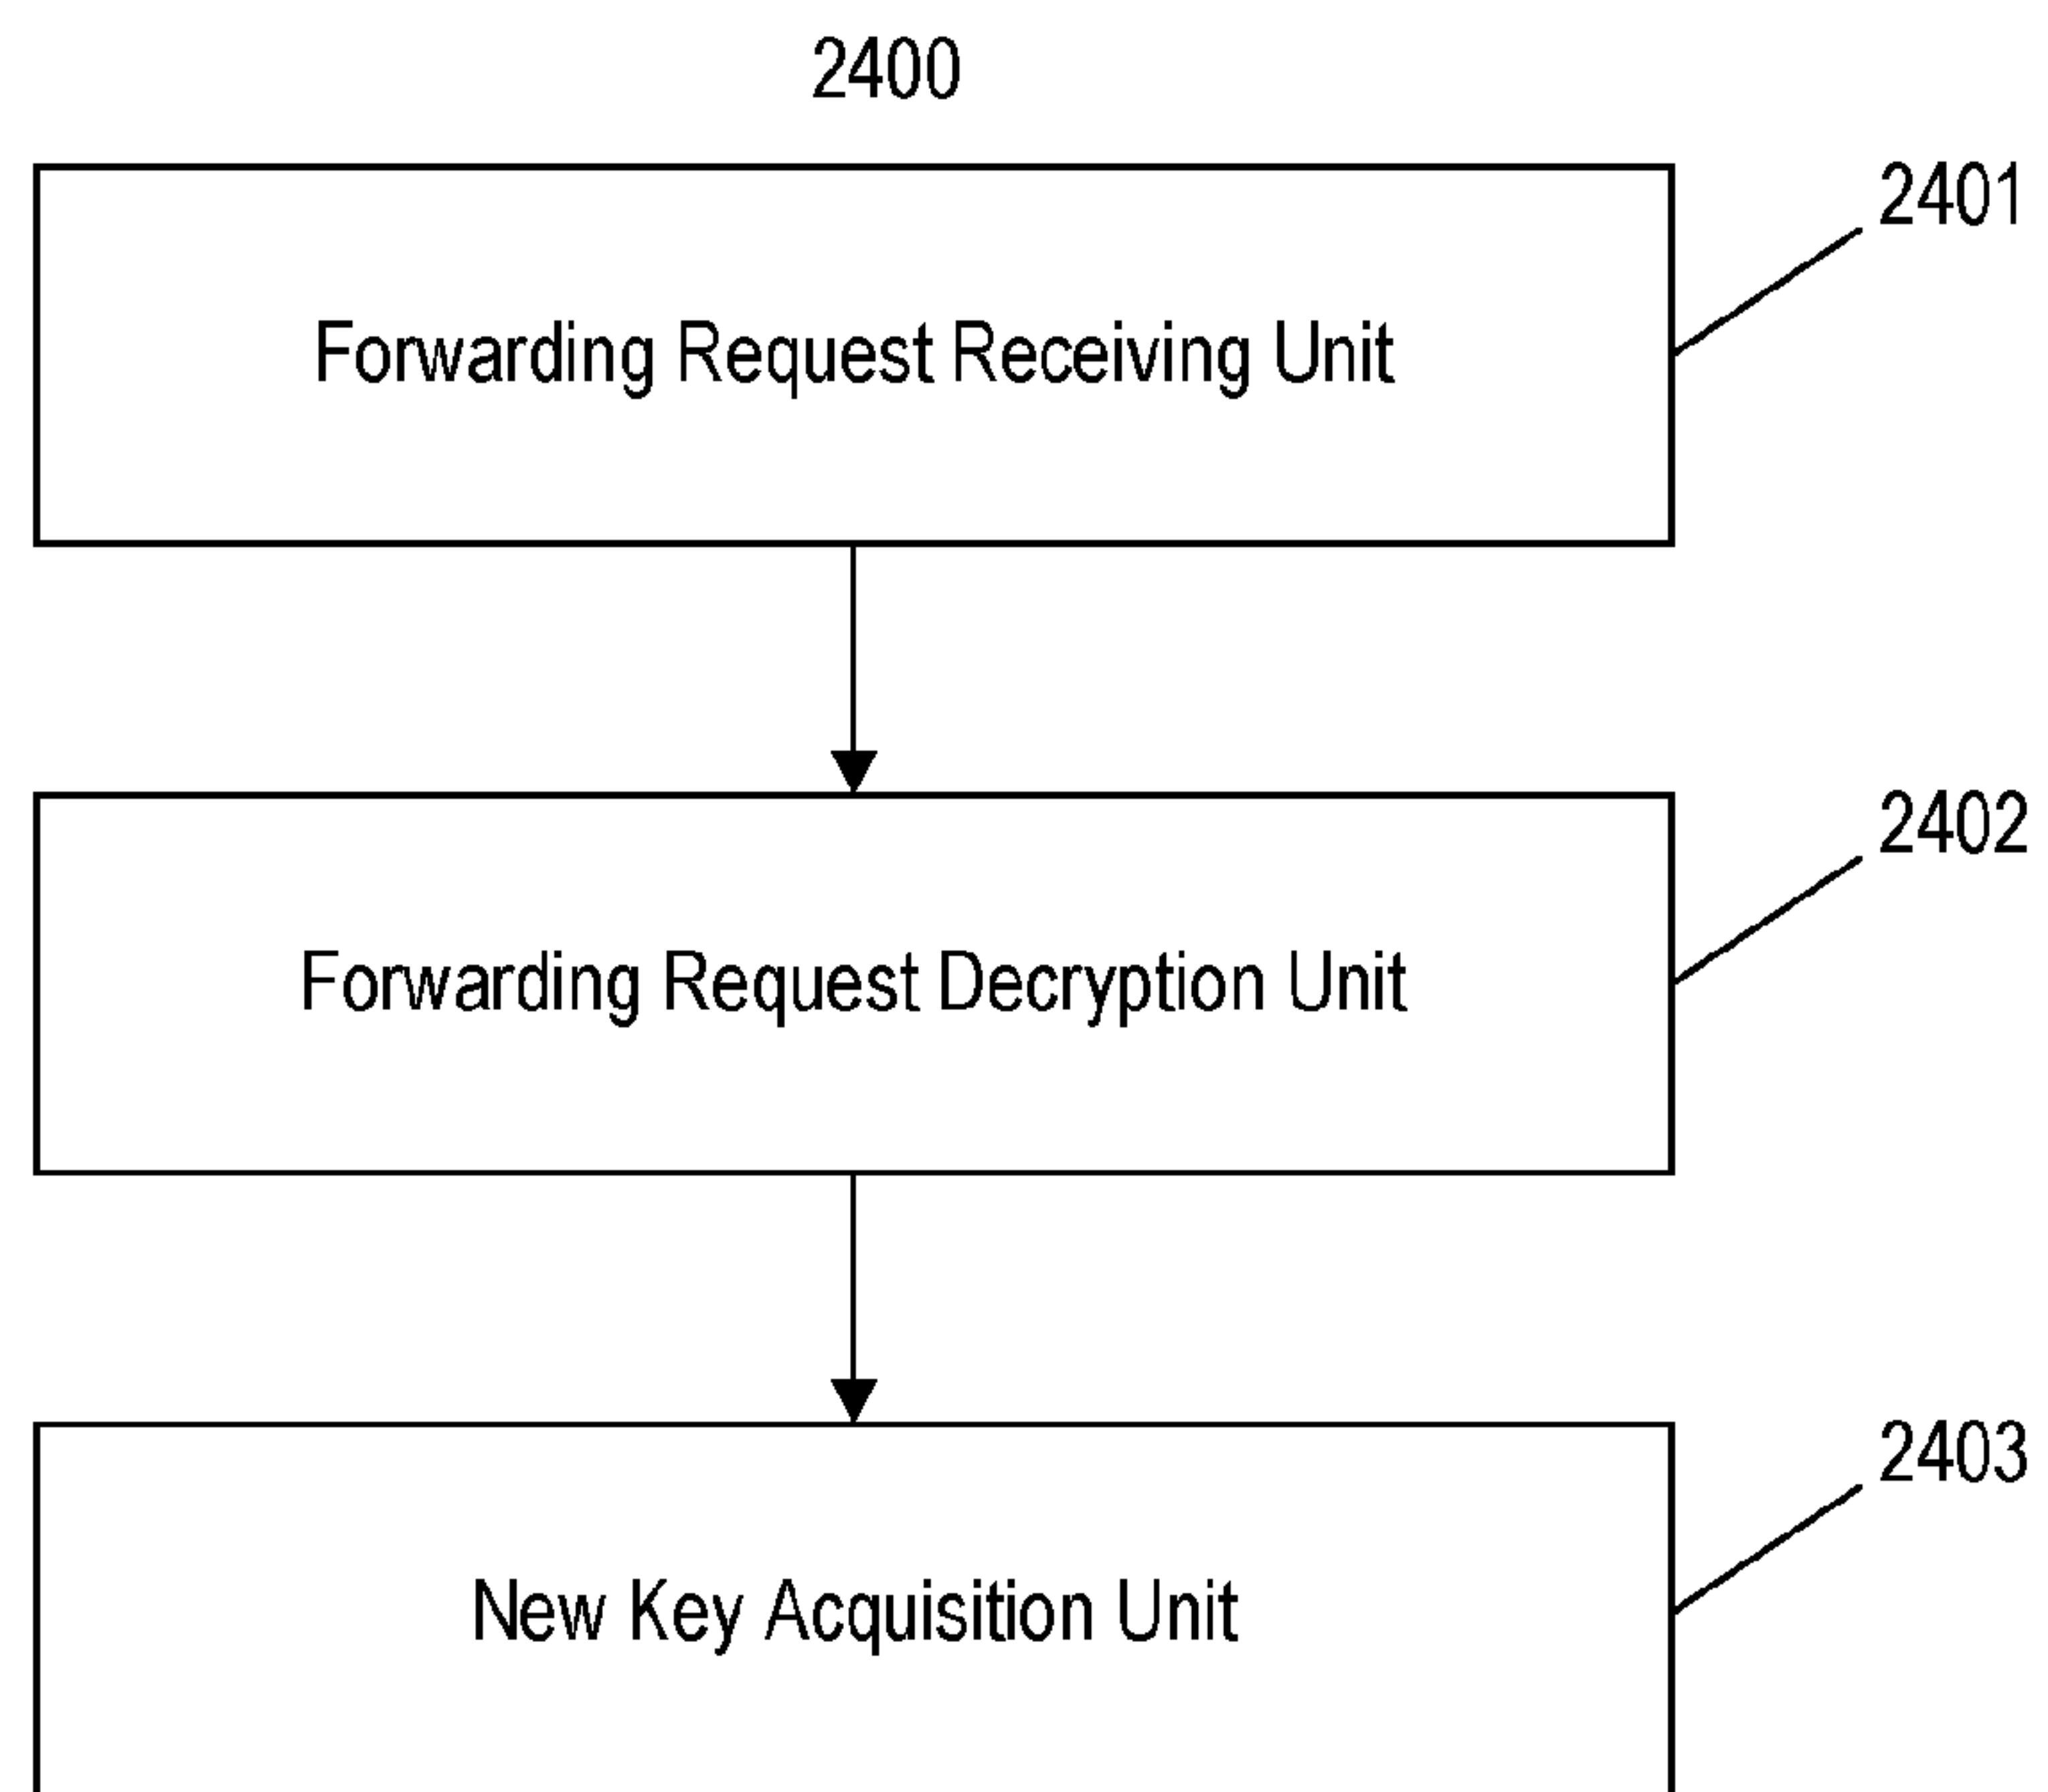 2400
2401
Forwarding Request Receiving Unit
2402
Forwarding Request Decryption Unit
2403
New Key Acquisition Unit